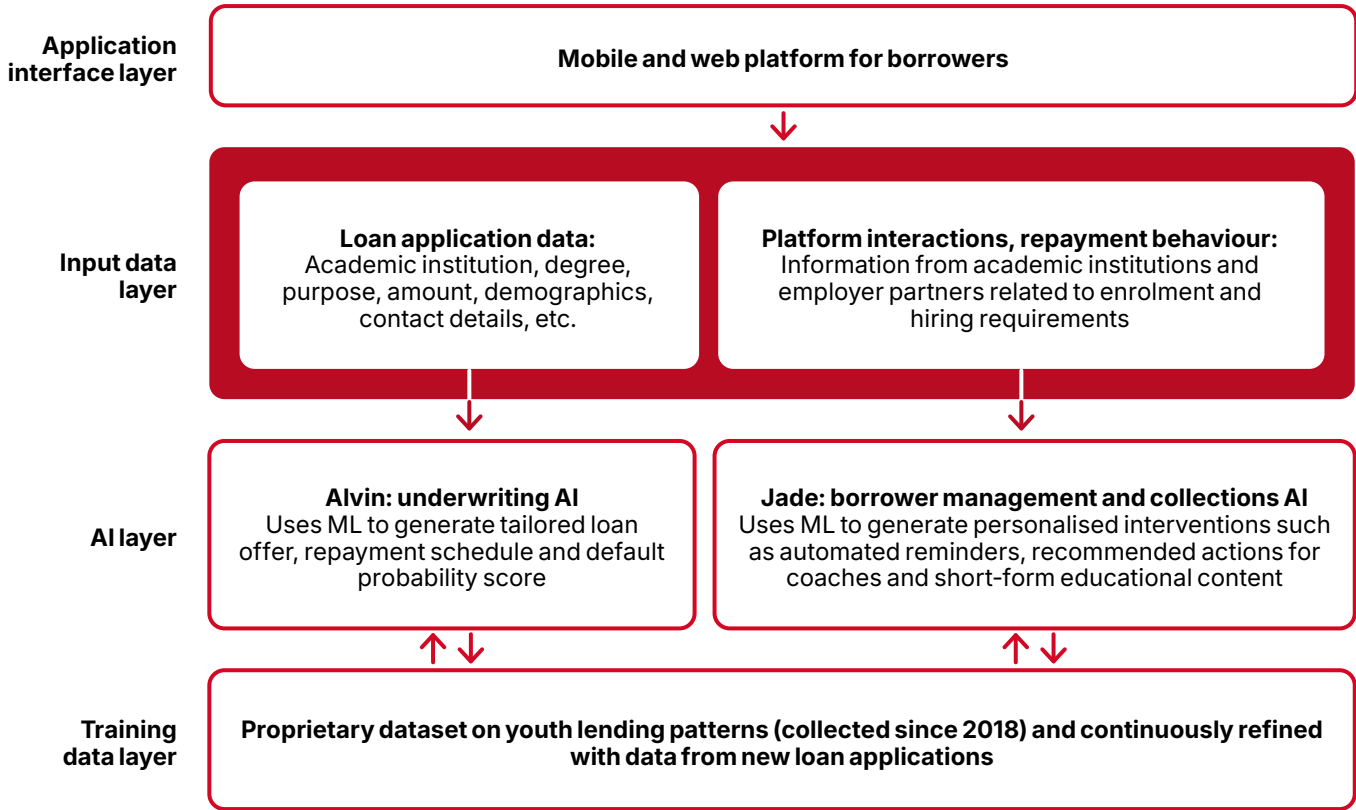 Application
interface layer
Mobile and web platform for borrowers
Input data
layer
Loan application data:
Academic institution, degree,
purpose, amount, demographics,
contact details, etc.
Platform interactions, repayment behaviour:
Information from academic institutions and
employer partners related to enrolment and
hiring requirements
AI layer
Alvin: underwriting AI
Uses ML to generate tailored loan
offer, repayment schedule and default
probability score
Jade: borrower management and collections AI
Uses ML to generate personalised interventions such
as automated reminders, recommended actions for
coaches and short-form educational content
Training
data layer
Proprietary dataset on youth lending patterns (collected since 2018) and continuously refined
with data from new loan applications